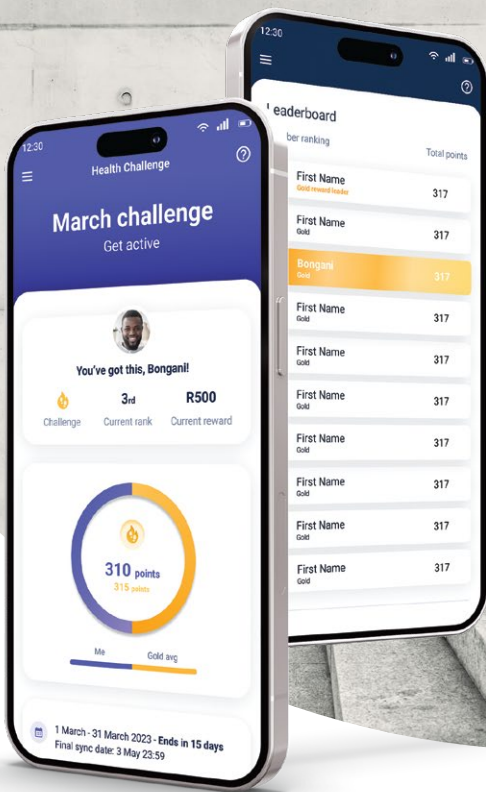 12:30
Health Challenge
March challenge
Get active
You've got this, Bongani!
3rd
R500
Challenge
Current rank
Current reward
310 points
315 points
Me
Gold avg
1 March - 31 March 2023 - Ends in 15 days
Final sync date: 3 May 23:59
12:30
eaderboard
ber ranking
Total points
First Name
317
Gold reward leader
First Name
317
Gold
Bongani
317
Gold
First Name
317
Gold
First Name
317
Gold
First Name
317
Gold
First Name
317
Gold
First Name
317
Gold
First Name
317
Gold
First Name
317
Gold